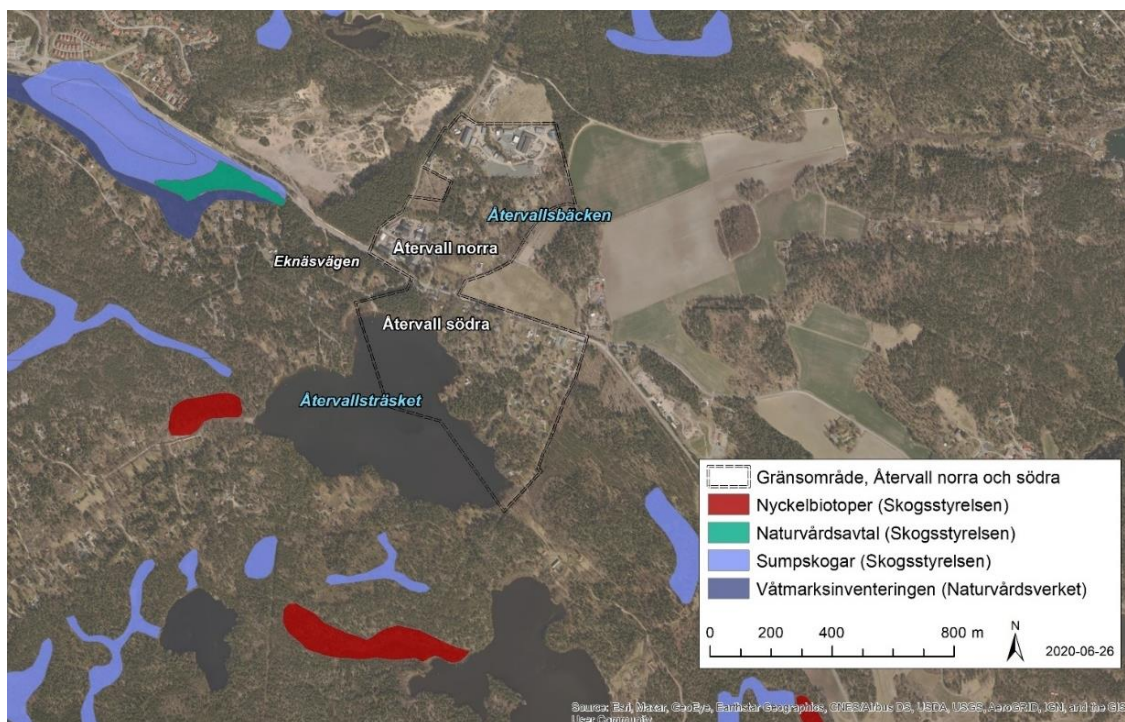 Återvallsbäcken
Återvall norra
Eknäsvägen
Återvall södra
Återvallsträsket
Gränsområde, Återvall norra och södra
Nyckelbiotoper (Skogsstyrelsen)
Naturvårdsavtal (Skogsstyrelsen)
Sumpskogar (Skogsstyrelsen)
Våtmarksinventeringen (Naturvårdsverket)
0 200 400 800 m N 2020-06-26
Source: Esri, Maxar, GeoEye, Earthstar Geographics, CNES/Airbus DS, USDA, USGS, AeroGRID, IGN, and the GIS
User Community